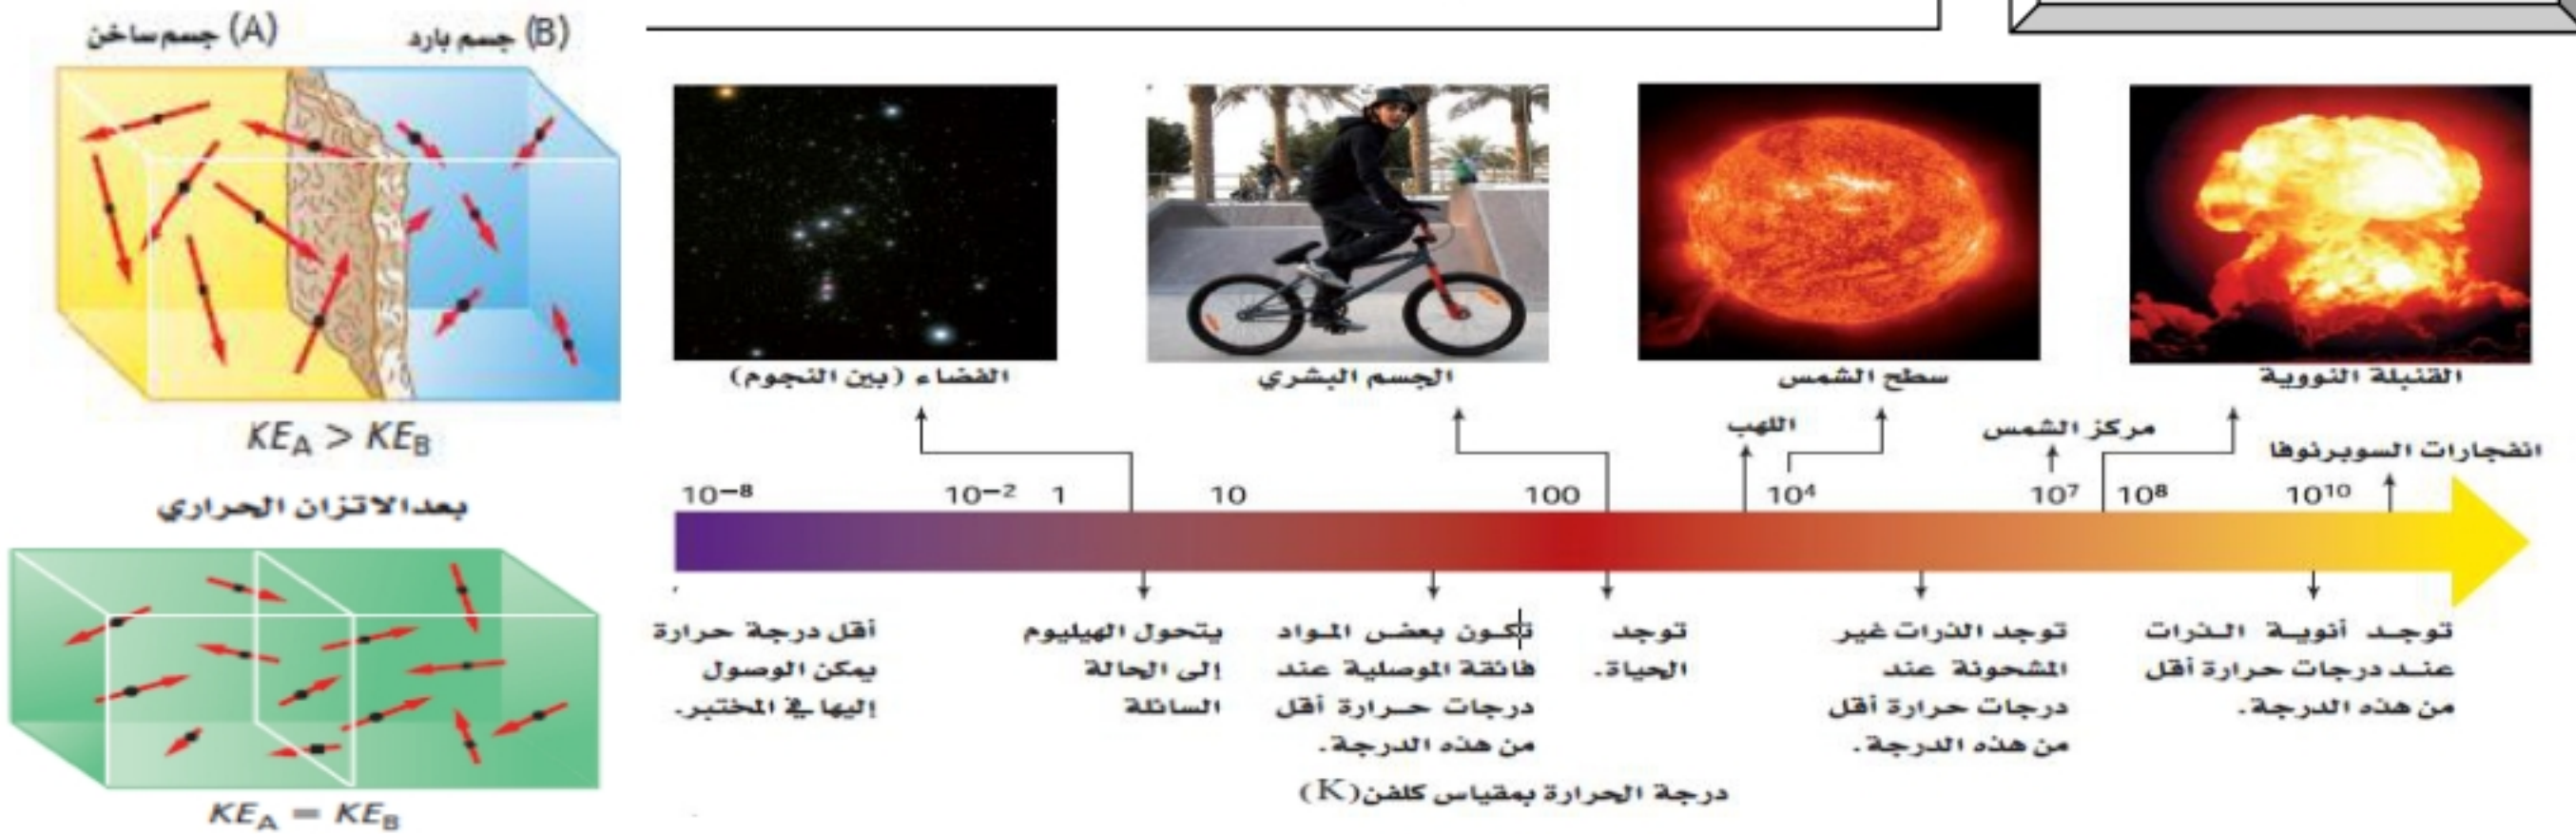 (A) جسم ساخن
(B) جسم بارد
KE_A > KE_B
بعد الاتزان الحراري
KE_A = KE_B
الفضاء (بين النجوم)
الجسم البشري
سطح الشمس
القنبلة النووية
اللهب
مركز الشمس
انفجارات السوبرنوفا
10⁻⁸ 10⁻² 1 10 100 10⁴ 10⁷ 10⁸ 10¹⁰
أقل درجة حرارة
يمكن الوصول
إليها في المختبر.
يتحول الهيليوم
إلى الحالة
السائلة
تكون بعض المواد
فائقة الموصلية عند
درجات حرارة أقل
من هذه الدرجة.
توجد
الحياة.
توجد الذرات غير
المشحونة عند
درجات حرارة أقل
من هذه الدرجة.
توجد أنوية الذرات
عند درجات حرارة أقل
من هذه الدرجة.
درجة الحرارة بمقياس كلفن(K)